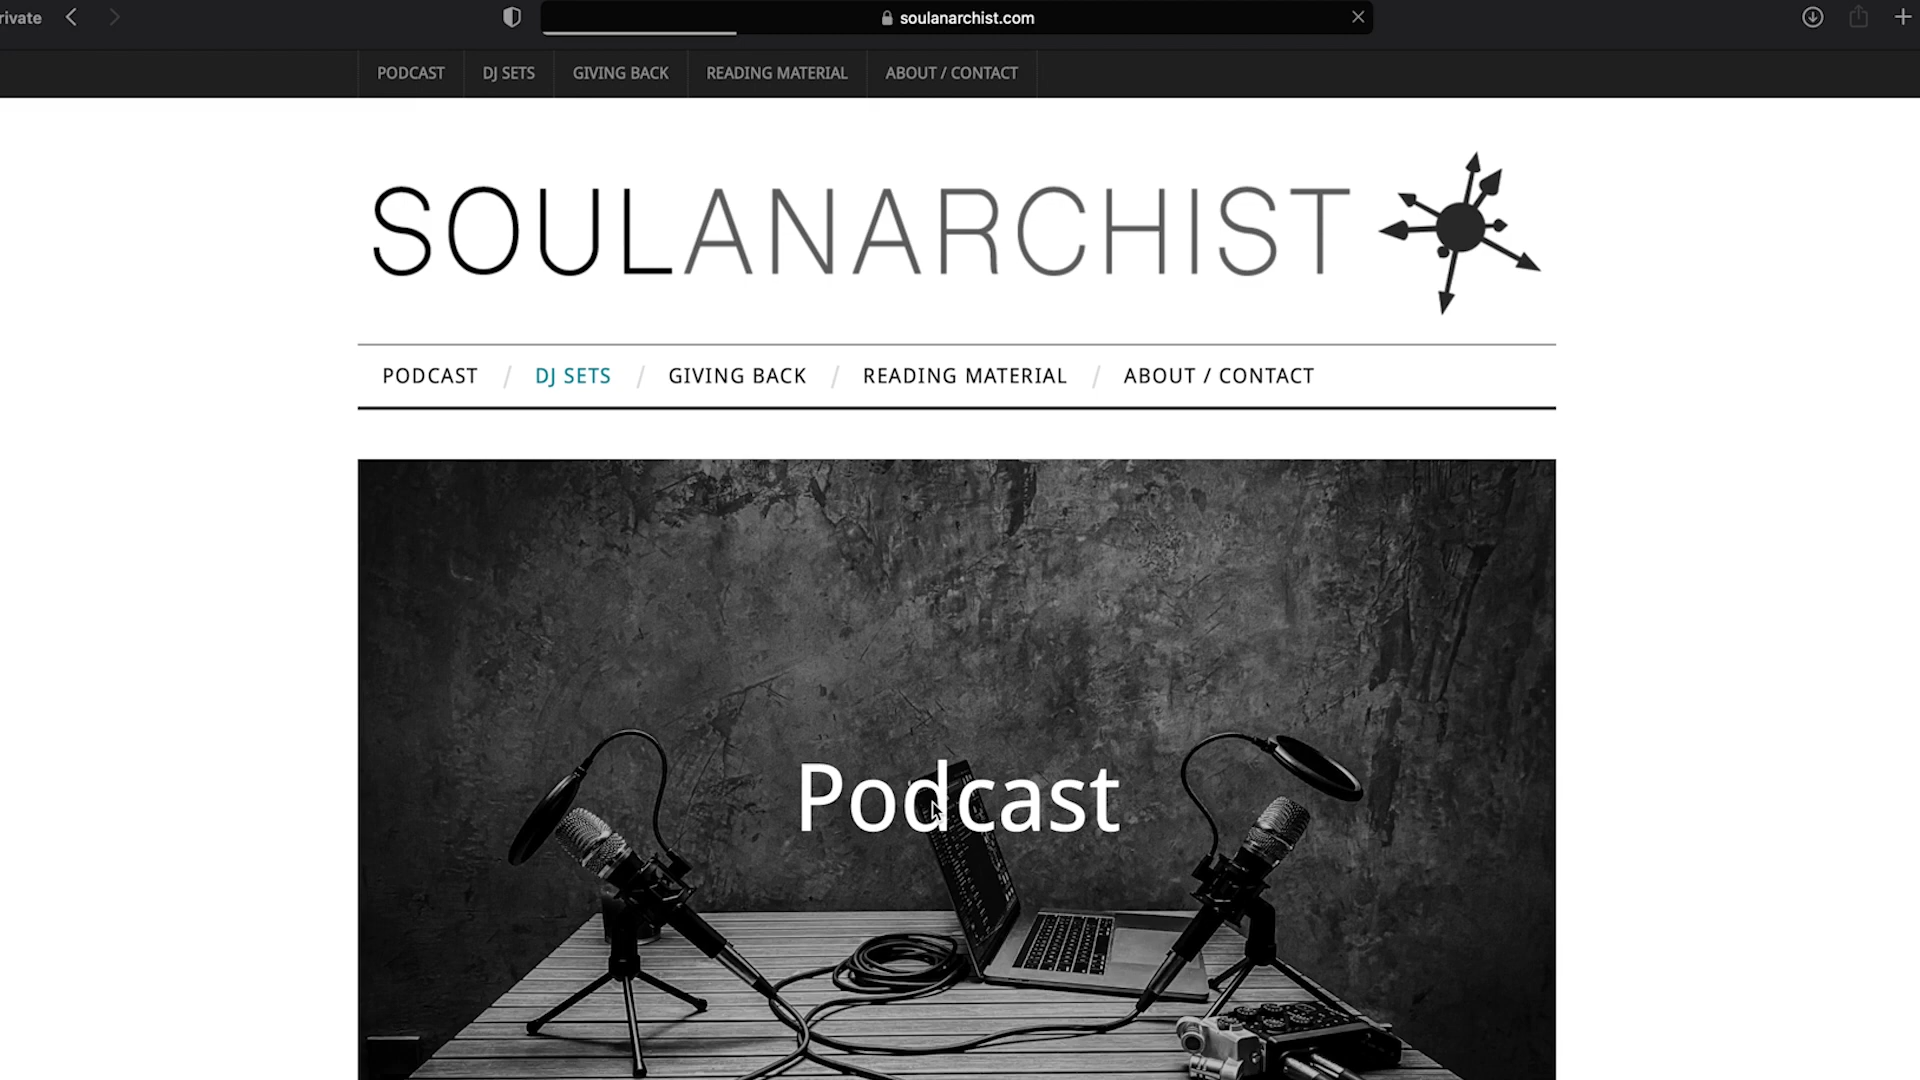 rivate
soulanarchist.com
PODCAST DJ SETS GIVING BACK READING MATERIAL ABOUT / CONTACT
SOULANARCHIST
PODCAST / DJ SETS / GIVING BACK / READING MATERIAL / ABOUT / CONTACT
Podcast